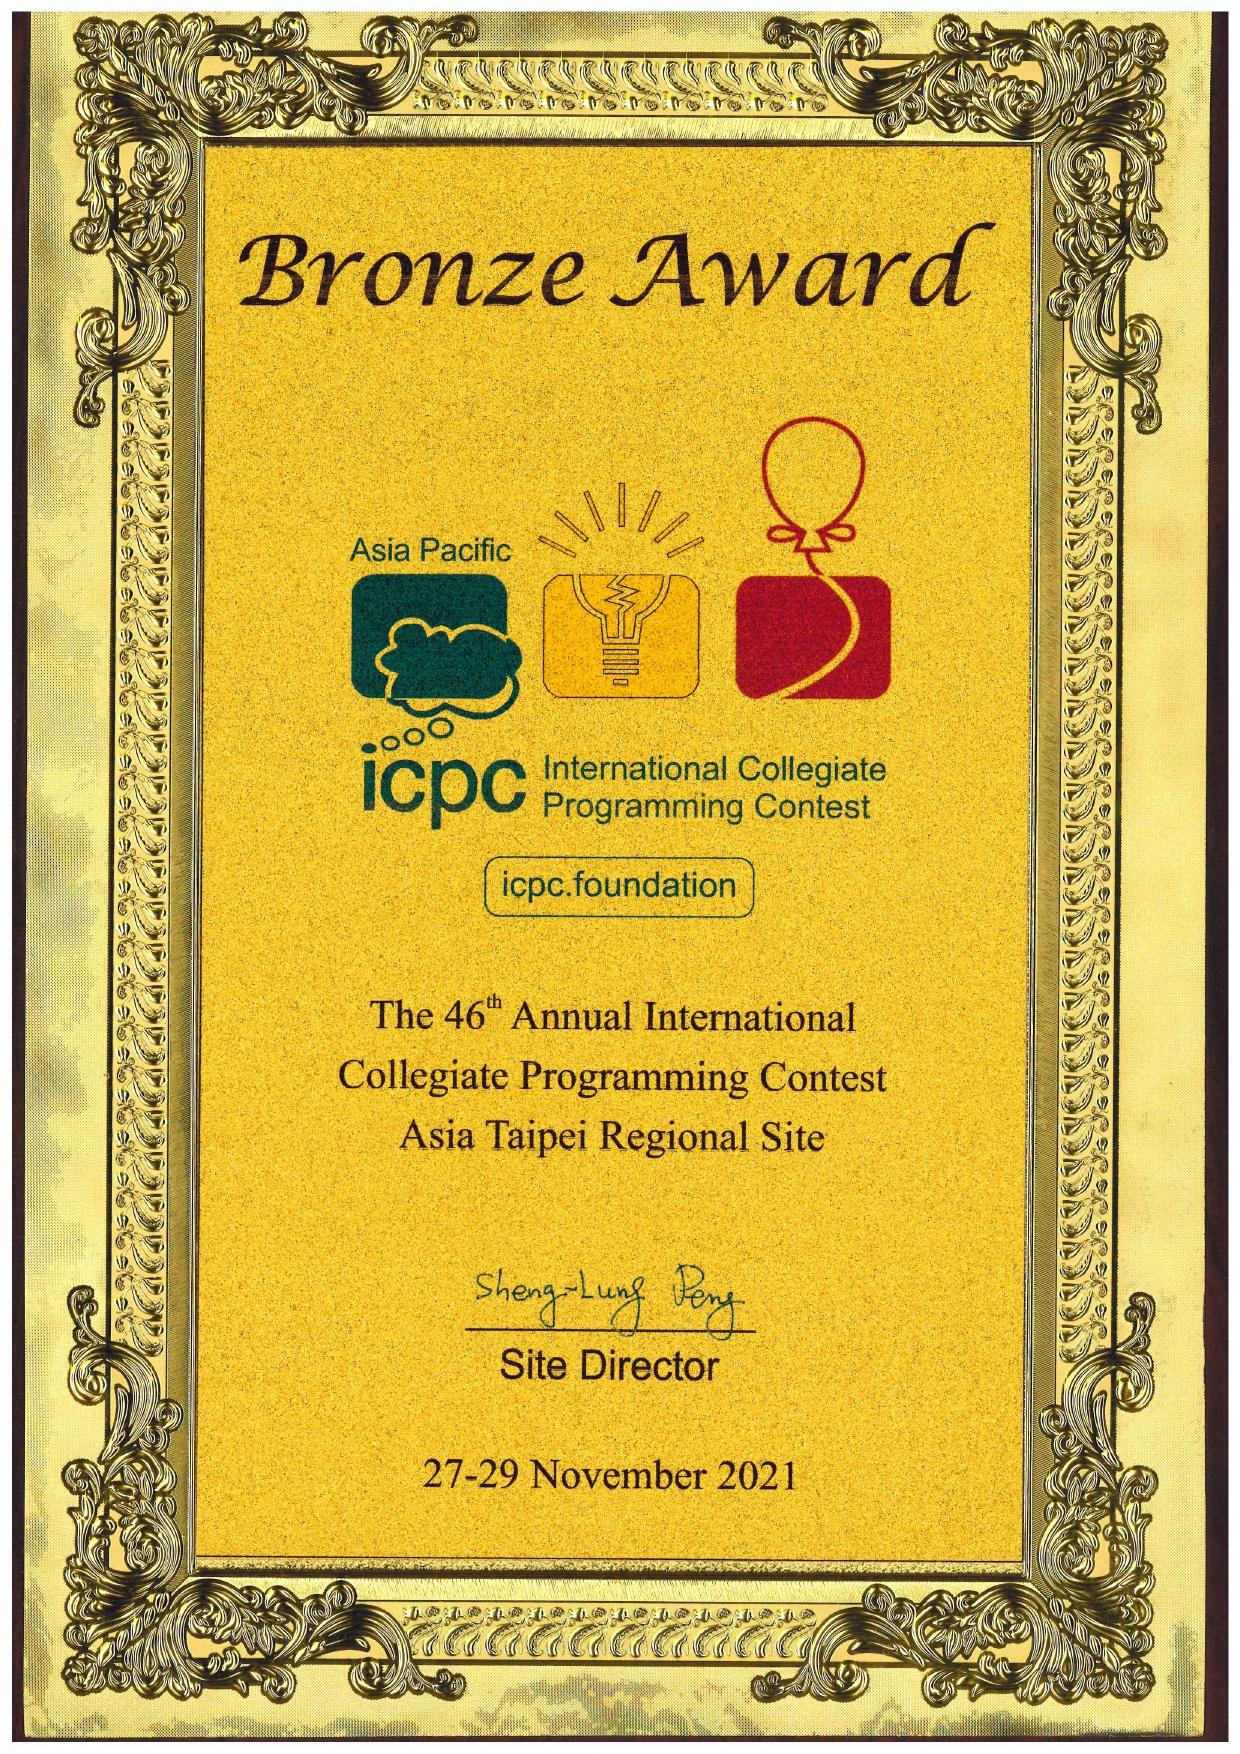 Bronze Award
Asia Pacific
icpc International Collegiate
Programming Contest
icpc.foundation
The 46th Annual International
Collegiate Programming Contest
Asia Taipei Regional Site
Sheng-Lung Peng
Site Director
27-29 November 2021